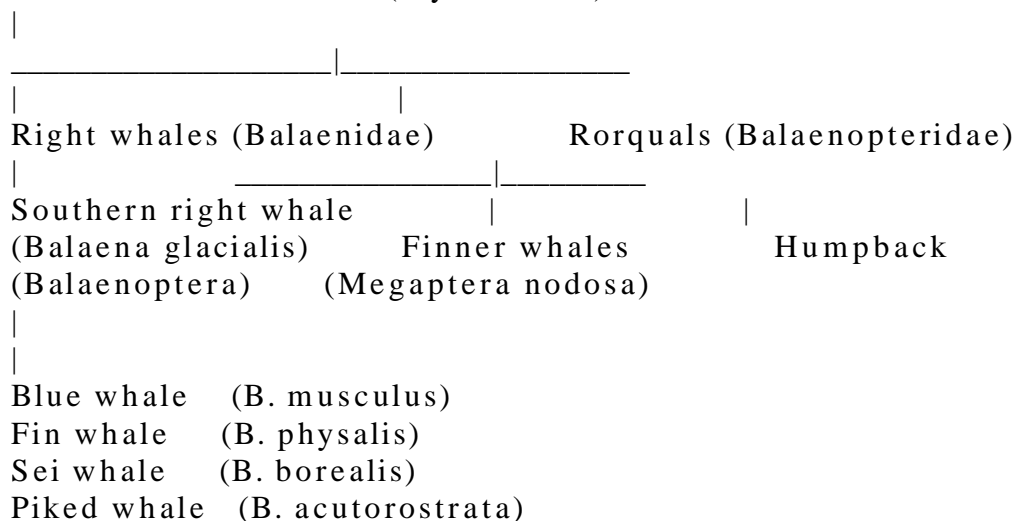 Right whales (Balaenidae) Rorquals (Balaenopteridae)
Southern right whale
(Balaena glacialis) Finner whales Humpback
(Balaenoptera) (Megaptera nodosa)
Blue whale (B. musculus)
Fin whale (B. physalis)
Sei whale (B. borealis)
Piked whale (B. acutorostrata)